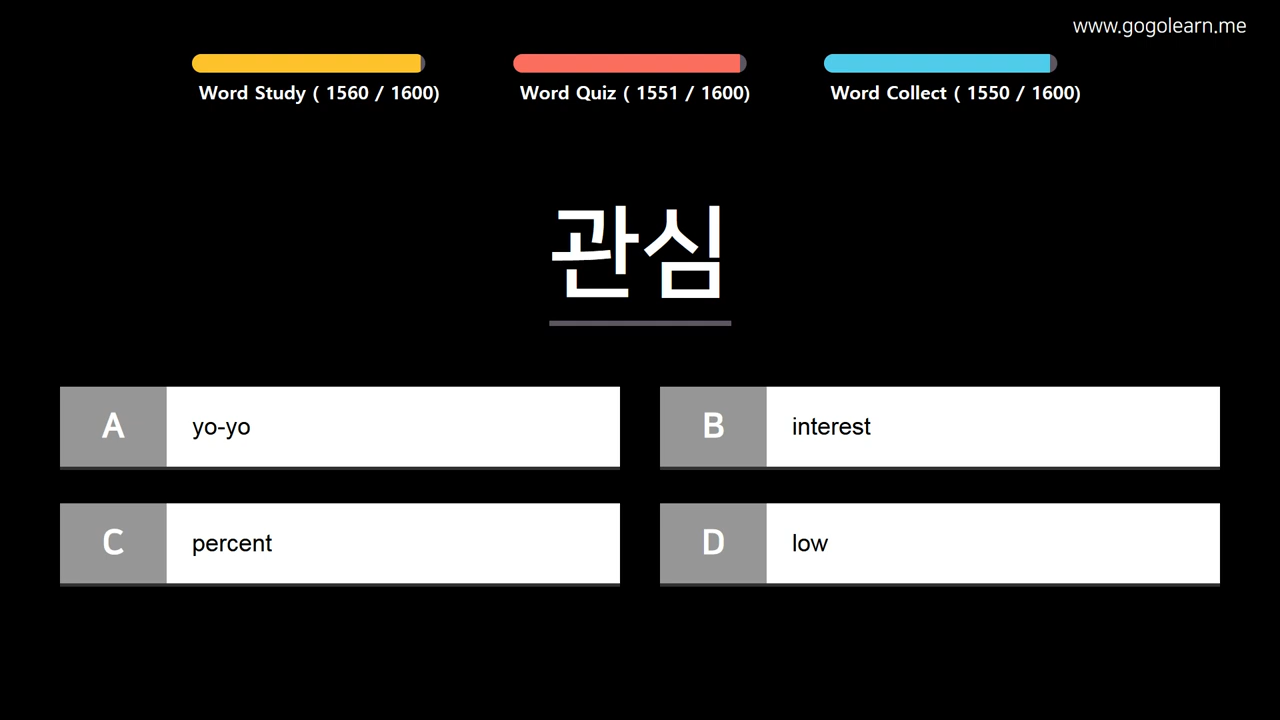 www.gogolearn.me
Word Study ( 1560 / 1600)
Word Quiz ( 1551 / 1600)
Word Collect ( 1550 / 1600)
관심
A yo-yo
B interest
C percent
D low